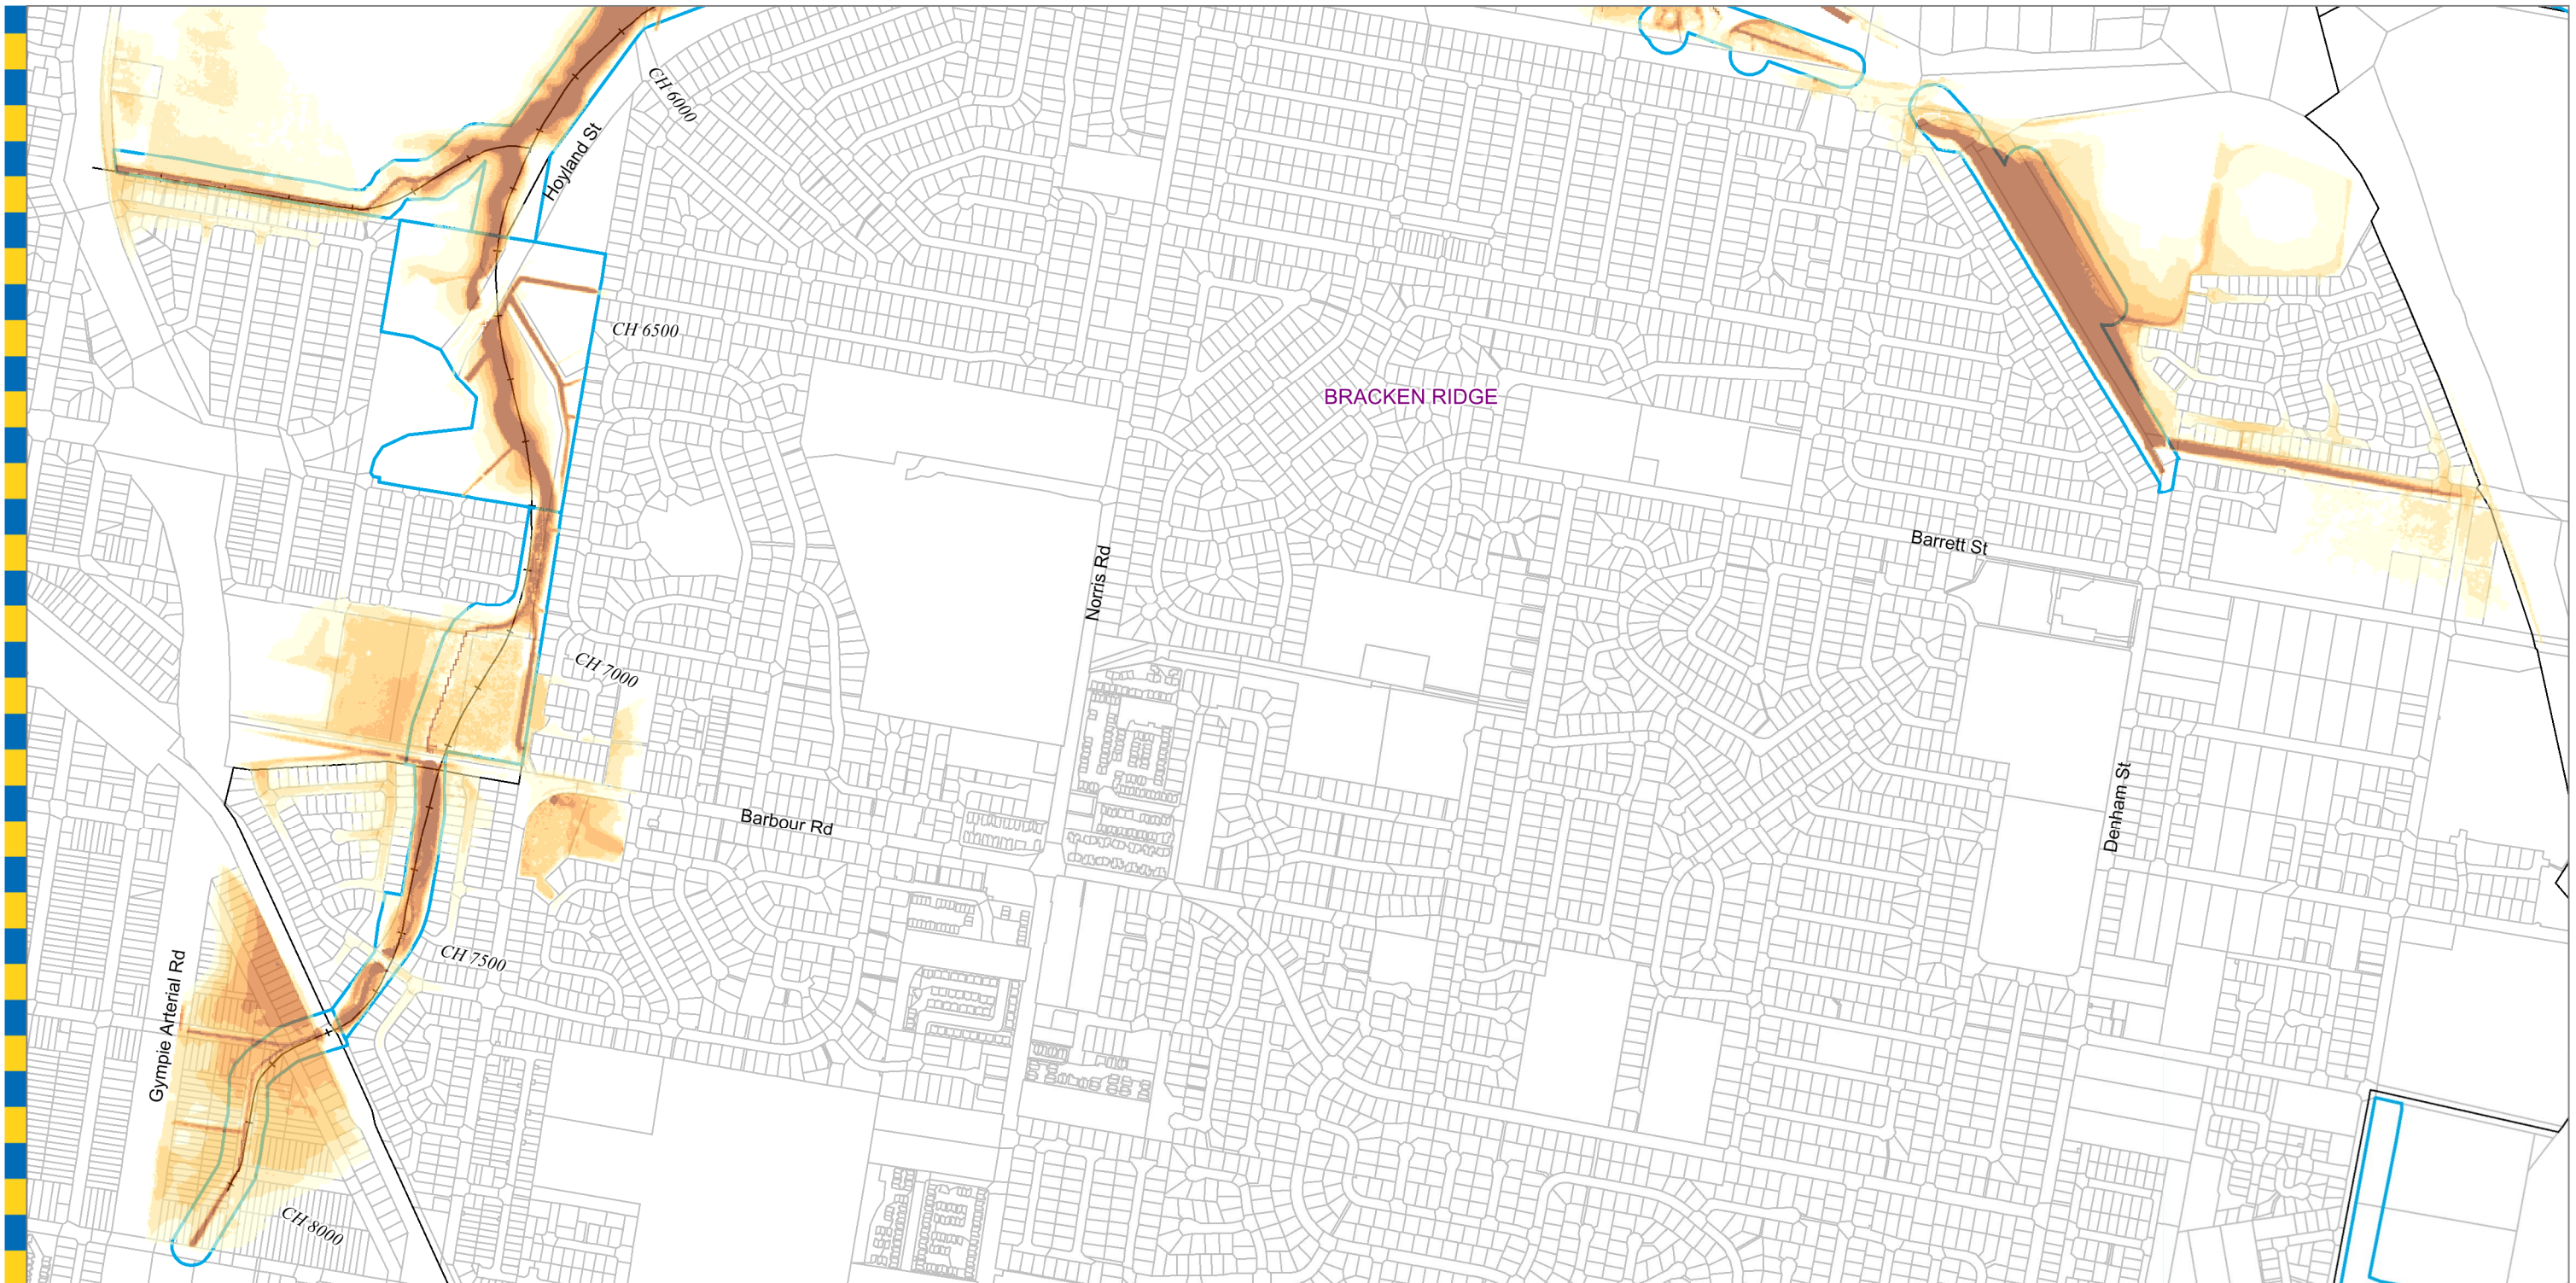 CH 6000
Hoyland St
CH 6500
BRACKEN RIDGE
Barrett St
Norris Rd
CH 7000
Barbour Rd
Denham St
CH 7500
Gympie Arterial Rd
CH 8000